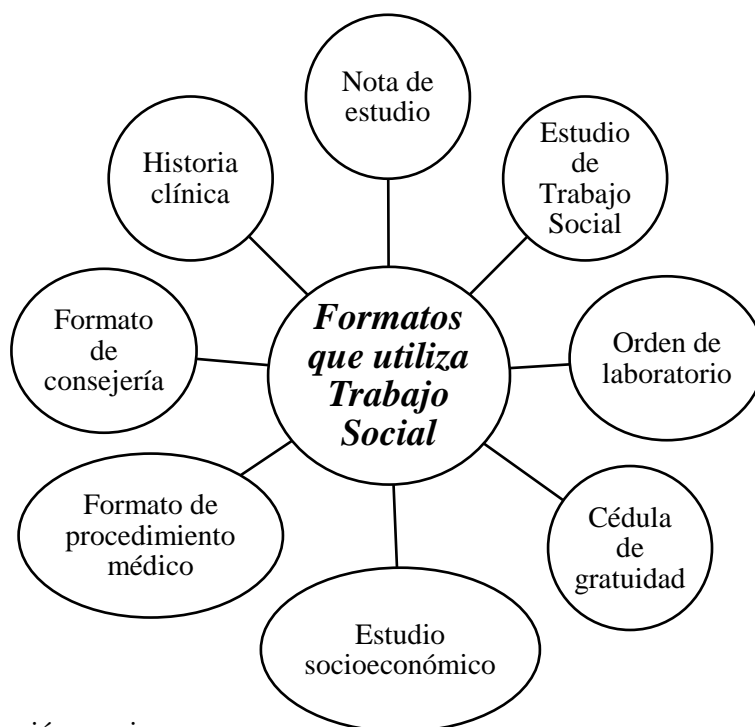 Nota de
estudio
Estudio
de
Trabajo
Social
Orden de
laboratorio
Cédula
de
gratuidad
Estudio
socioeconómico
Formato de
procedimiento
médico
Formato
de
consejería
Historia
clínica
Formatos
que utiliza
Trabajo
Social